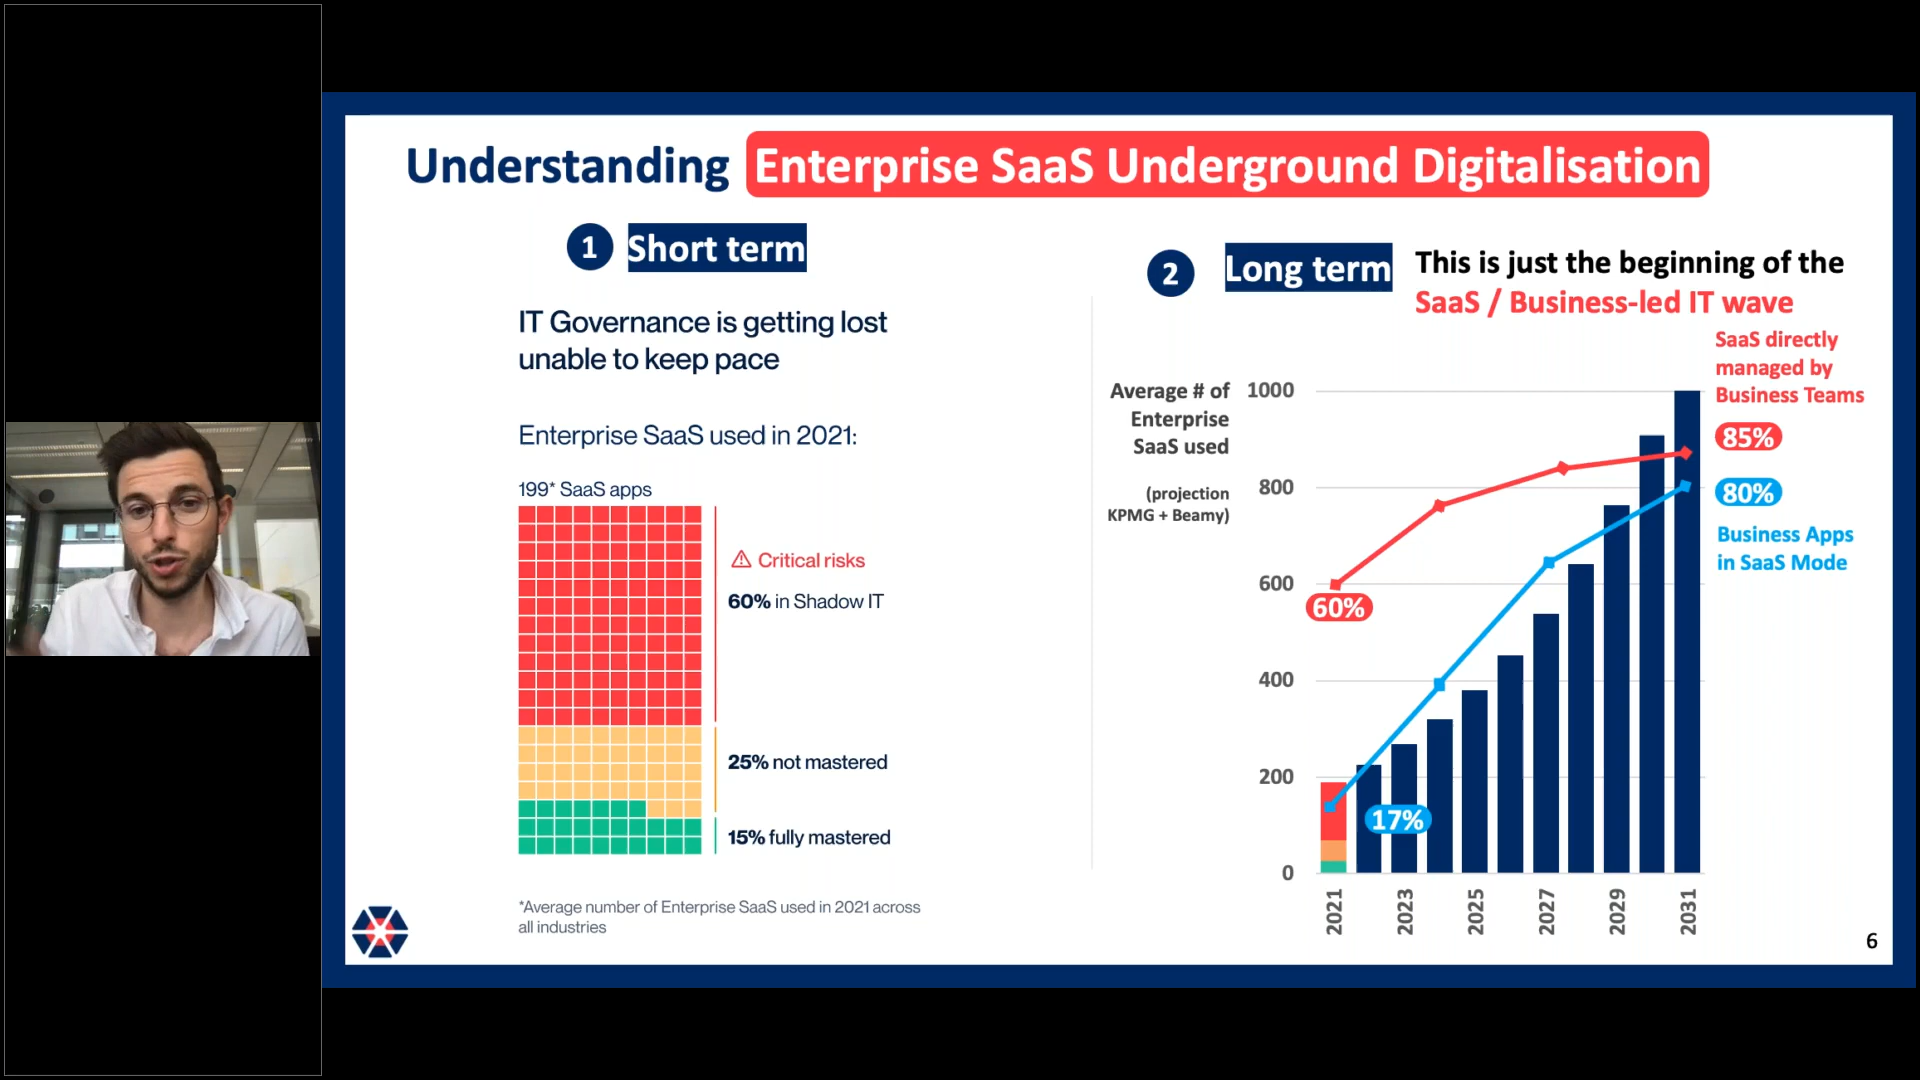 Understanding Enterprise SaaS Underground Digitalisation
1 Short term
IT Governance is getting lost
unable to keep pace
Enterprise SaaS used in 2021:
199* SaaS apps
Critical risks
60% in Shadow IT
25% not mastered
15% fully mastered
*Average number of Enterprise SaaS used in 2021 across
all industries
2 Long term
This is just the beginning of the
SaaS / Business-led IT wave
SaaS directly
managed by
Business Teams
85%
80%
Business Apps
in SaaS Mode
Average # of
Enterprise
SaaS used
(projection
KPMG + Beamy)
1000
800
600
400
200
0
60%
17%
2021
2023
2025
2027
2029
2031
6